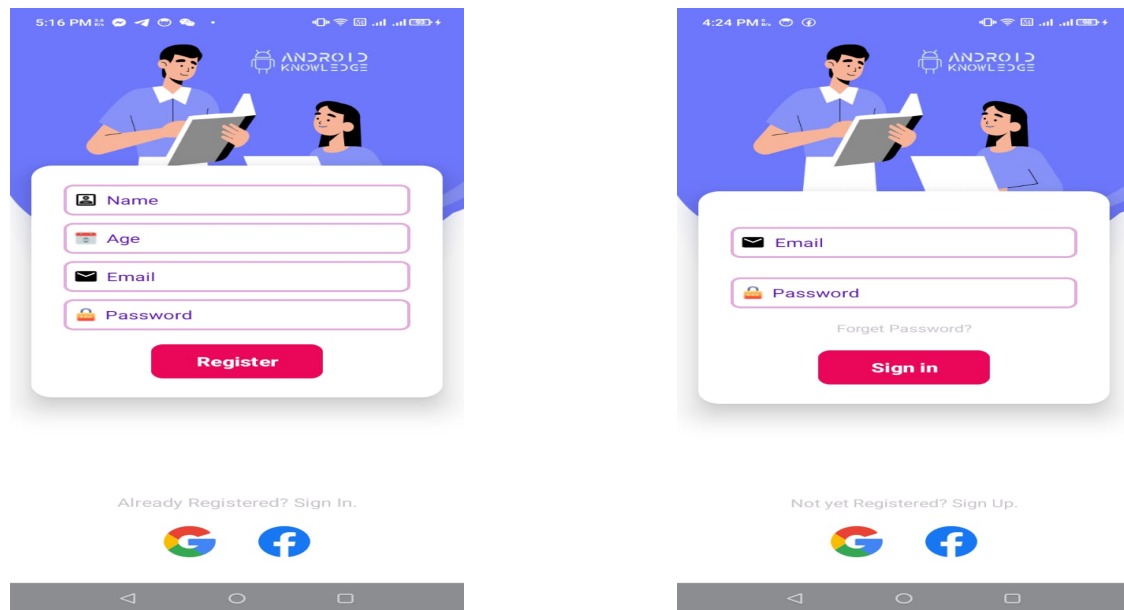 5:16 PM
ANDROID
KNOWLEDGE
Name
Age
Email
Password
Register
Already Registered? Sign In.
4:24 PM
ANDROID
KNOWLEDGE
Email
Password
Forget Password?
Sign in
Not yet Registered? Sign Up.